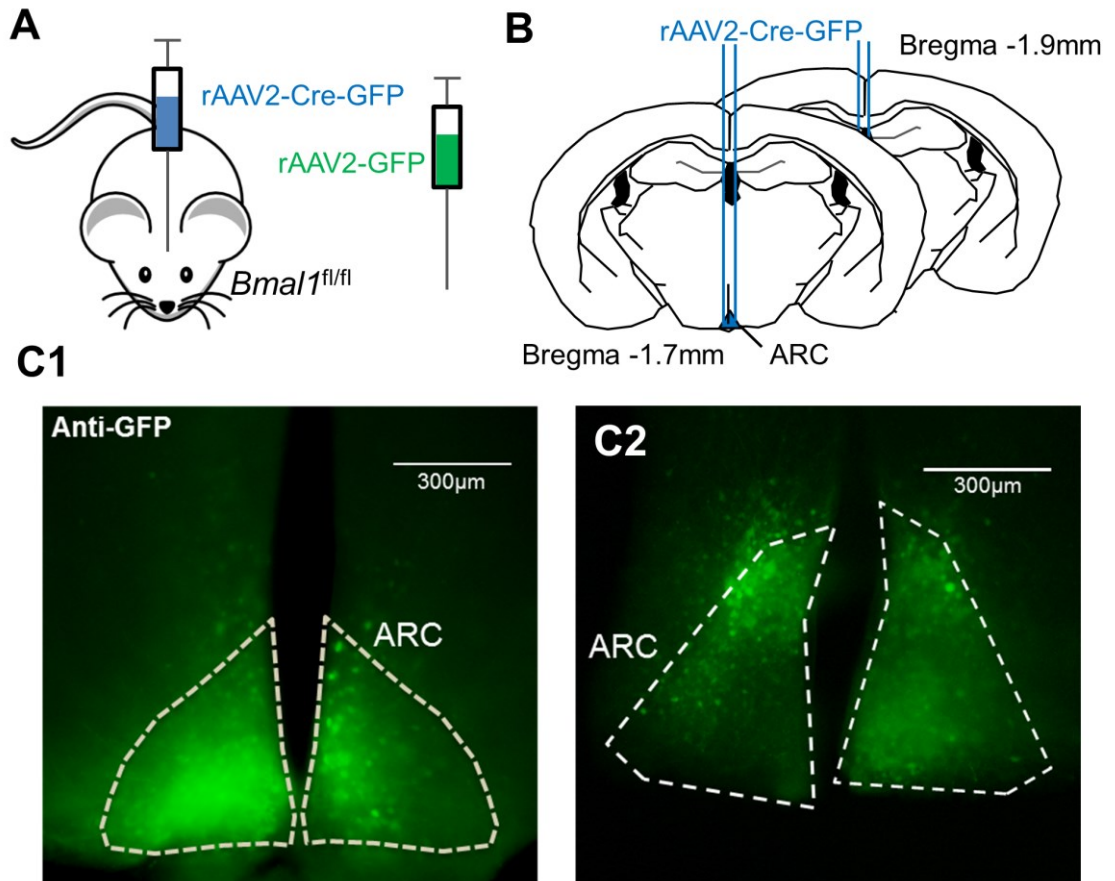 A
rAAV2-Cre-GFP
rAAV2-GFP
Bmal1fl/fl
B
rAAV2-Cre-GFP
Bregma -1.9mm
Bregma -1.7mm
ARC
C1
Anti-GFP
300μm
ARC
C2
300μm
ARC